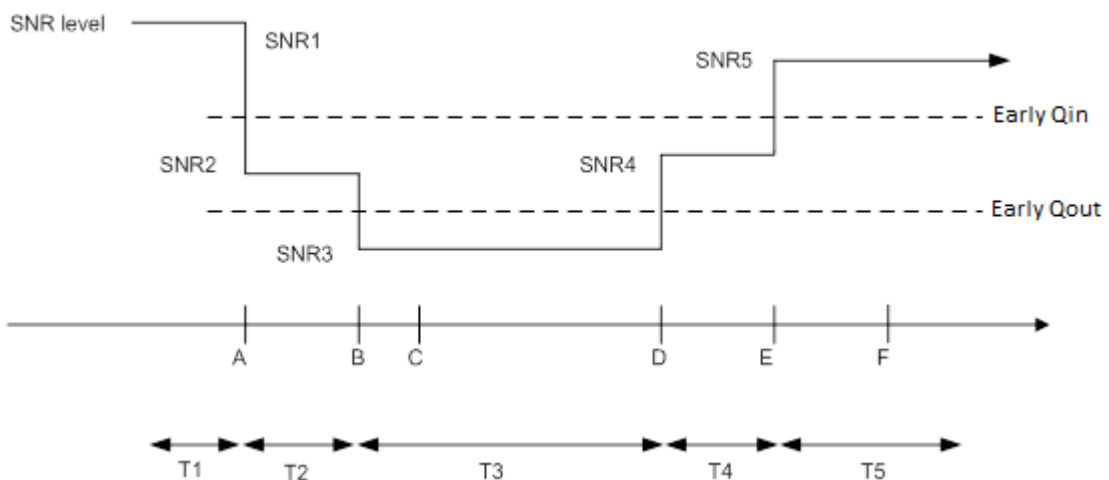 SNR level
SNR1
SNR5
Early Qin
SNR2
SNR4
Early Qout
SNR3
A B C D E F
T1 T2 T3 T4 T5